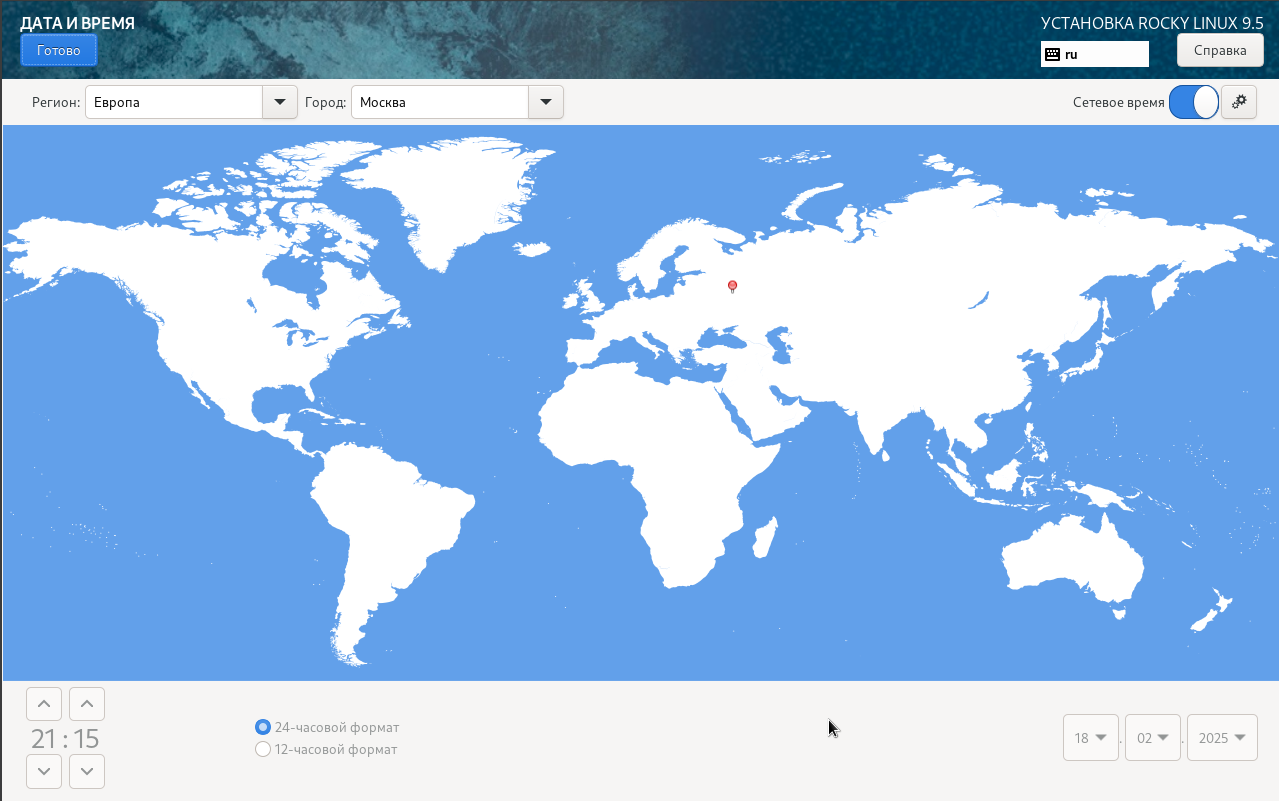 ДАТА И ВРЕМЯ
УСТАНОВКА ROCKY LINUX 9.5
Готово
ru
Справка
Регион: Европа Город: Москва Сетевое время
21 : 15
24-часовой формат
12-часовой формат
18 . 02 . 2025